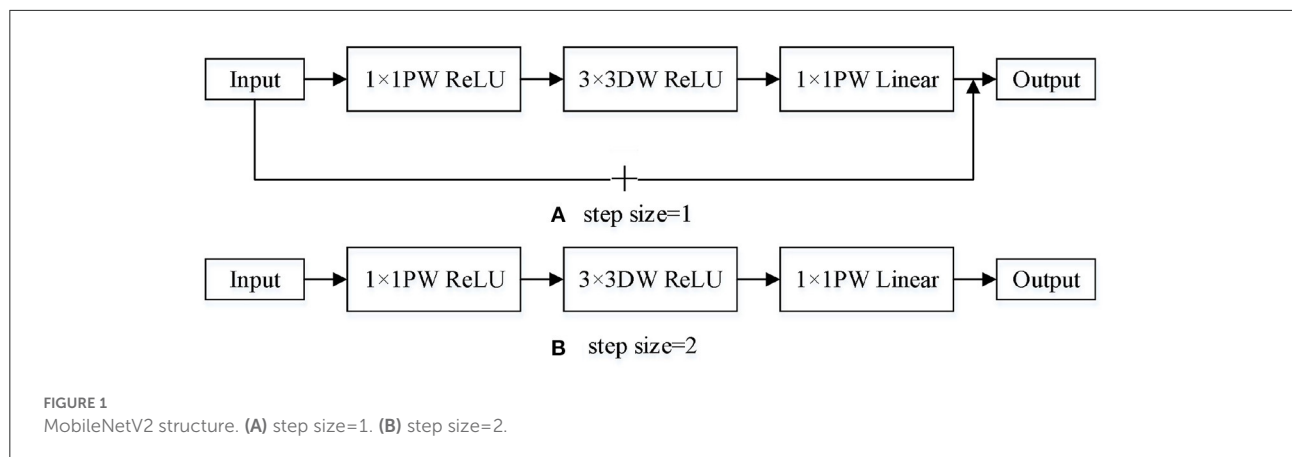 Input 1×1PW ReLU 3×3DW ReLU 1×1PW Linear Output
A step size=1
Input 1×1PW ReLU 3×3DW ReLU 1×1PW Linear Output
B step size=2
FIGURE 1
MobileNetV2 structure. (A) step size=1. (B) step size=2.